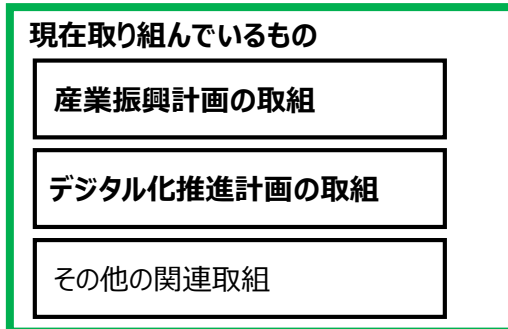 現在取り組んでいるもの
産業振興計画の取組
デジタル化推進計画の取組
その他の関連取組